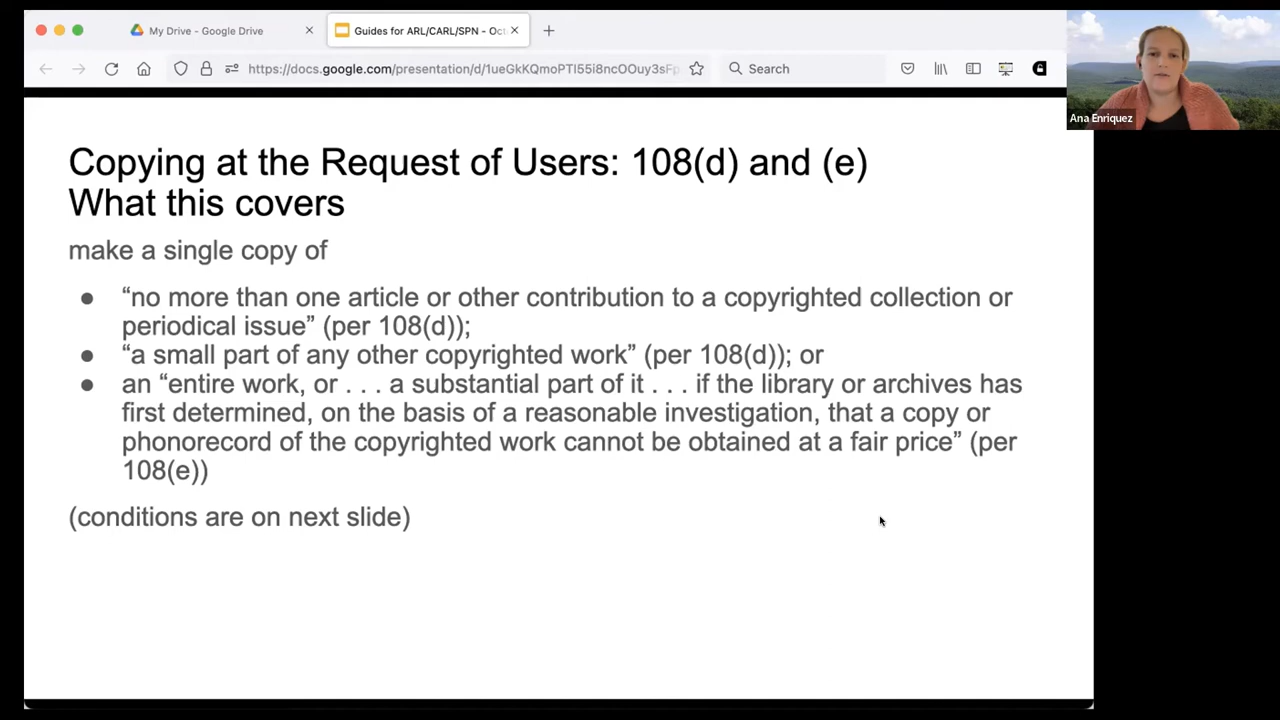 My Drive - Google Drive
Guides for ARL/CARL/SPN - Oct
https://docs.google.com/presentation/d/1ueGkKQmoPTI55i8ncOOuy3sFp
Search
Ana Enriquez
Copying at the Request of Users: 108(d) and (e)
What this covers
make a single copy of
● “no more than one article or other contribution to a copyrighted collection or
periodical issue” (per 108(d));
● “a small part of any other copyrighted work” (per 108(d)); or
● an “entire work, or . . . a substantial part of it . . . if the library or archives has
first determined, on the basis of a reasonable investigation, that a copy or
phonorecord of the copyrighted work cannot be obtained at a fair price” (per
108(e))
(conditions are on next slide)